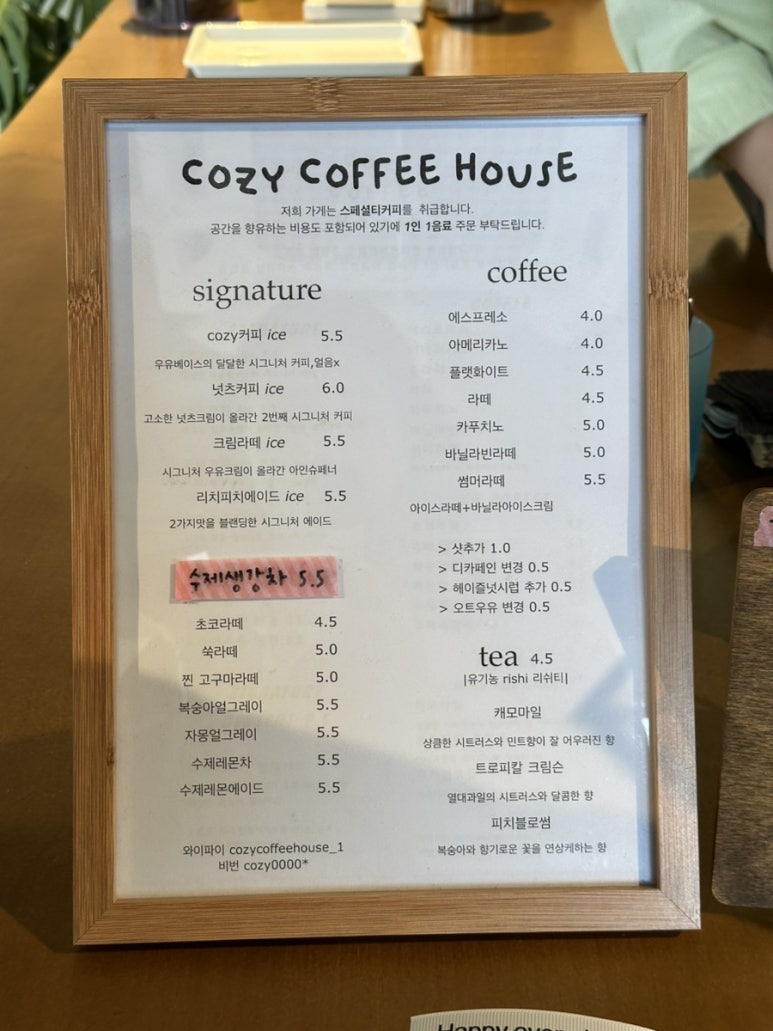 COZY COFFEE HOUSE
저희 가게는 스페셜티커피를 취급합니다.
공간을 향유하는 비용도 포함되어 있기에 1인 1음료 주문 부탁드립니다.
signature
cozy커피 ice 5.5
우유베이스의 달달한 시그니처 커피,얼음x
넛츠커피 ice 6.0
고소한 넛츠크림이 올라간 2번째 시그니처 커피
크림라떼 ice 5.5
시그니처 우유크림이 올라간 아인슈페너
리치피치에이드 ice 5.5
2가지맛을 블랜딩한 시그니처 에이드
수제생강차 5.5
초코라떼 4.5
쑥라떼 5.0
찐 고구마라떼 5.0
복숭아얼그레이 5.5
자몽얼그레이 5.5
수제레몬차 5.5
수제레몬에이드 5.5
와이파이 cozycoffeehouse_1
비번 cozy0000*
coffee
에스프레소 4.0
아메리카노 4.0
플랫화이트 4.5
라떼 4.5
카푸치노 5.0
바닐라빈라떼 5.0
썸머라떼 5.5
아이스라떼+바닐라아이스크림
> 샷추가 1.0
> 디카페인 변경 0.5
> 헤이즐넛시럽 추가 0.5
> 오트우유 변경 0.5
tea 4.5
|유기농 rishi 리쉬티|
캐모마일
상큼한 시트러스와 민트향이 잘 어우러진 향
트로피칼 크림슨
열대과일의 시트러스와 달콤한 향
피치블로썸
복숭아와 향기로운 꽃을 연상케하는 향
Happy